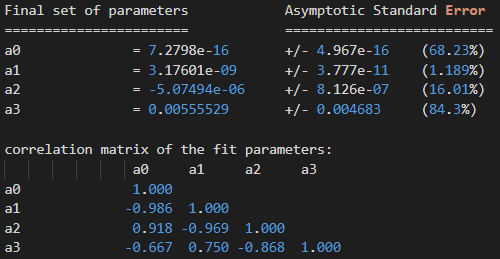 Final set of parameters            Asymptotic Standard Error
=======================            ==========================
a0              = 7.2798e-16       +/- 4.967e-16    (68.23%)
a1              = 3.17601e-09      +/- 3.777e-11    (1.189%)
a2              = -5.07494e-06     +/- 8.126e-07    (16.01%)
a3              = 0.00555529       +/- 0.004683     (84.3%)
correlation matrix of the fit parameters:
                a0     a1     a2     a3
a0              1.000
a1             -0.986  1.000
a2              0.918 -0.969  1.000
a3             -0.667  0.750 -0.868  1.000